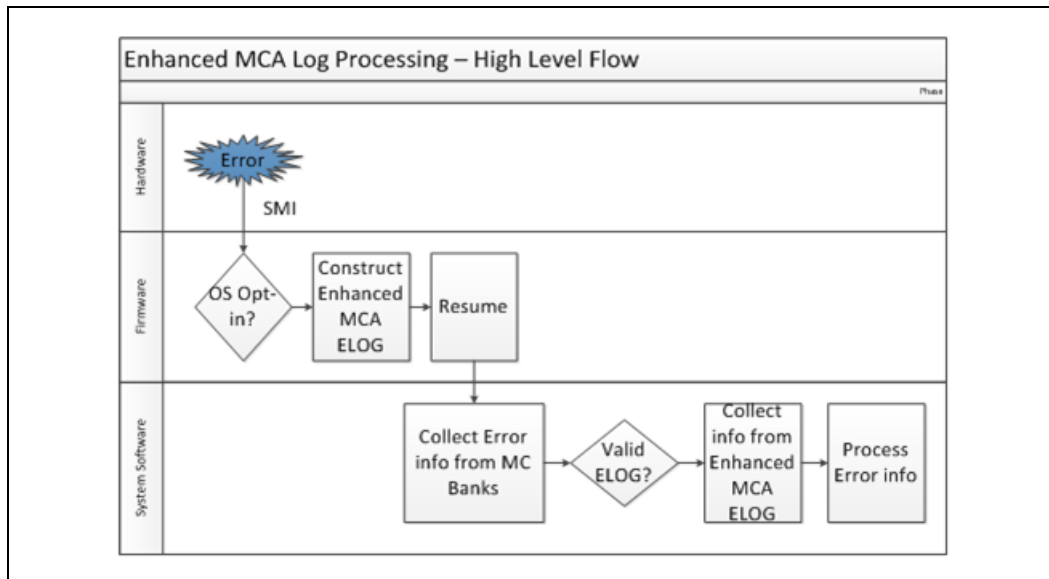 Enhanced MCA Log Processing – High Level Flow
Phase
Hardware
Error
SMI
Firmware
OS Opt-
in?
Construct
Enhanced
MCA
ELOG
Resume
System Software
Collect Error
info from MC
Banks
Valid
ELOG?
Collect
info from
Enhanced
MCA
ELOG
Process
Error info